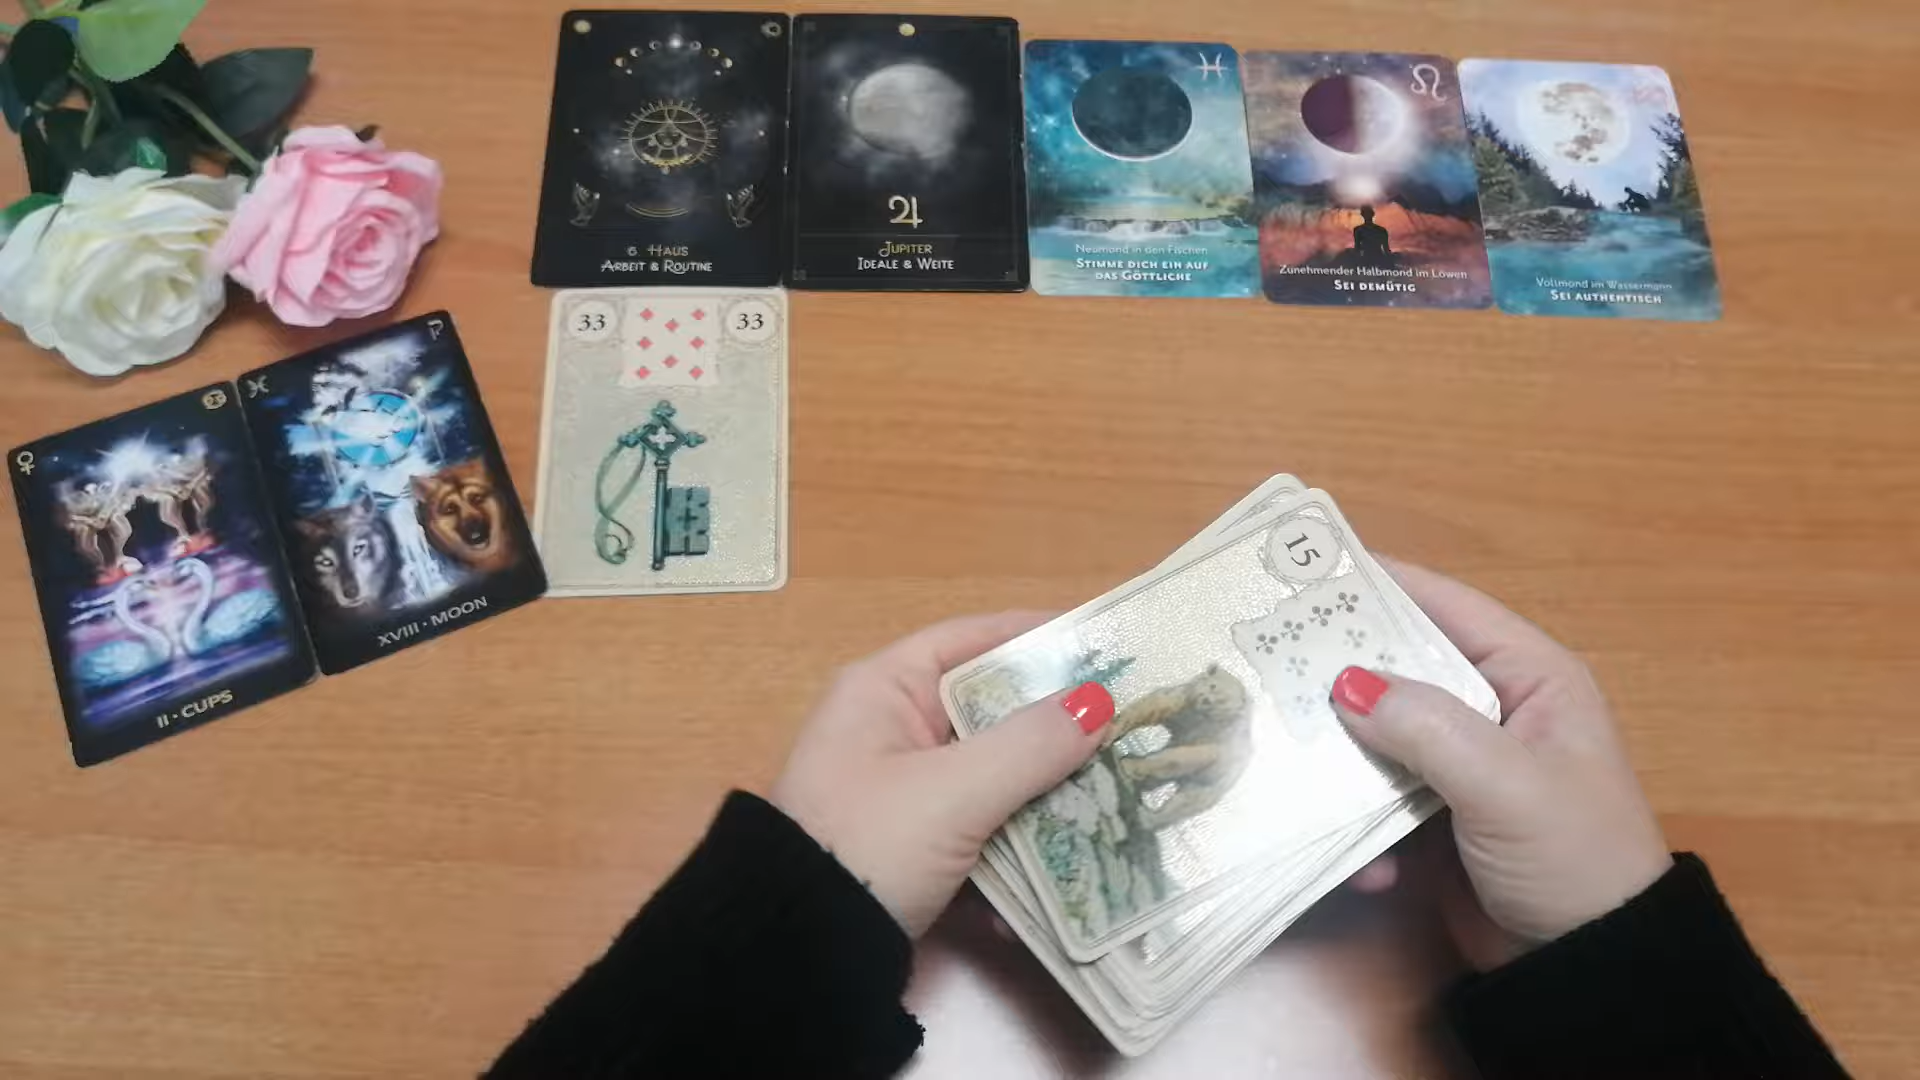 6. HAUS
ARBEIT & ROUTINE
JUPITER
IDEALE & WEITE
Neumond in den Fischen
STIMME DICH EIN AUF
DAS GÖTTLICHE
Zunehmender Halbmond im Löwen
SEI DEMÜTIG
Vollmond im Wassermann
SEI AUTHENTISCH
33
33
XVIII · MOON
II · CUPS
15